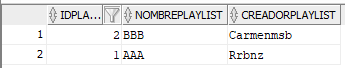 IDPLA... NOMBREPLAYLIST CREADORPLAYLIST
1 2 BBB Carmenmsb
2 1 AAA Rrbnz